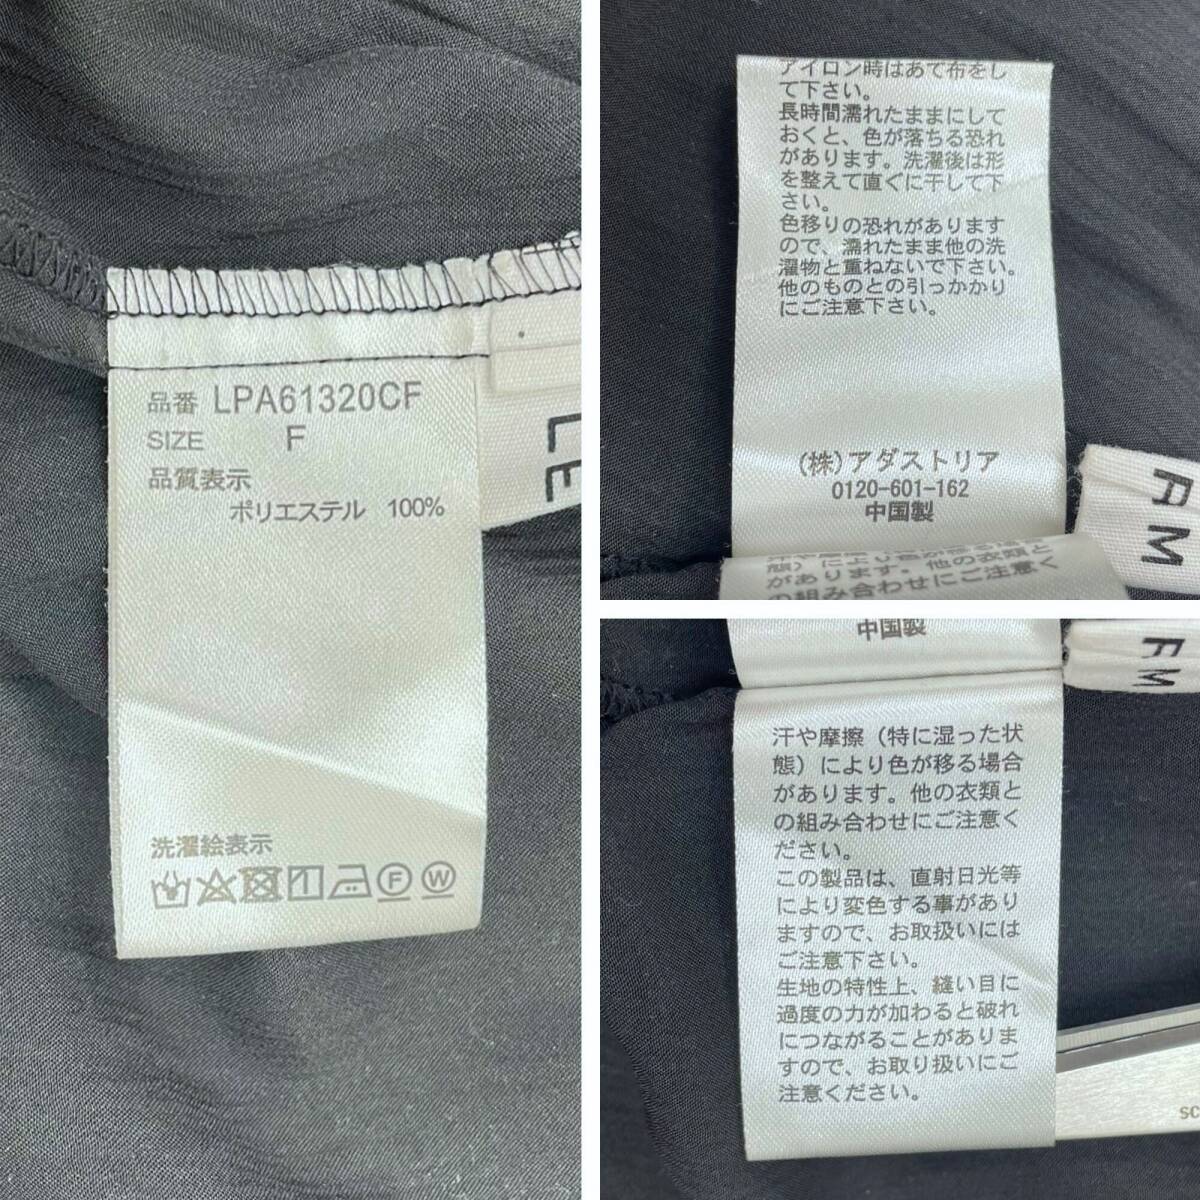 品番 LPA61320CF
SIZE F
品質表示
ポリエステル 100%
洗濯絵表示
F W
LE
アイロン時はあて布をし
て下さい。
長時間濡れたままにして
おくと、色が落ちる恐れ
があります。洗濯後は形
を整えて直ぐに干して下
さい。
色移りの恐れがあります
ので、濡れたまま他の洗
濯物と重ねないで下さい。
他のものとの引っかかり
にご注意下さい。
(株)アダストリア
0120-601-162
中国製
態）により色が移る場合
があります。他の衣類と
の組み合わせにご注意く
中国製
汗や摩擦（特に湿った状
態）により色が移る場合
があります。他の衣類と
の組み合わせにご注意く
ださい。
この製品は、直射日光等
により変色する事があり
ますので、お取扱いには
ご注意下さい。
生地の特性上、縫い目に
過度の力が加わると破れ
につながることがありま
すので、お取り扱いにご
注意ください。
SC